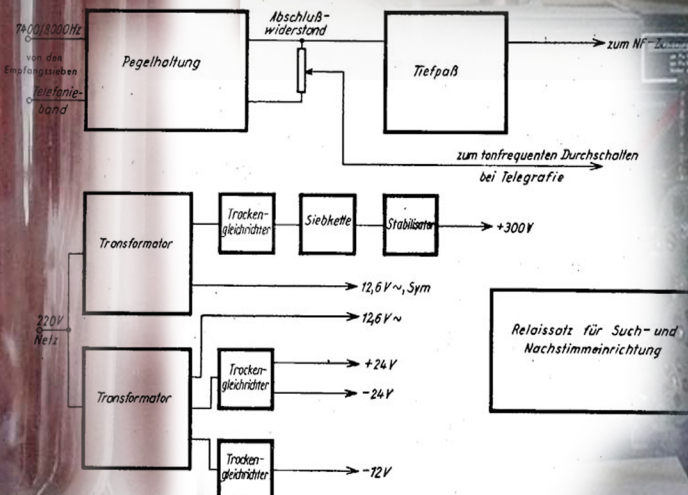 7400/8000Hz
von den
Empfangssieben
Telefonie-
band
Pegelhaltung
Abschluß-
widerstand
Tiefpaß
zum NF-
zum tonfrequenten Durchschalten
bei Telegrafie
Transformator
Trocken-
gleichrichter
Siebkette
Stabilisator
+300V
12,6V~, Sym
12,6V~
220V
Netz
Transformator
Trocken-
gleichrichter
+24V
-24V
Trocken-
gleichrichter
-12V
Relaissatz für Such- und
Nachstimmeinrichtung